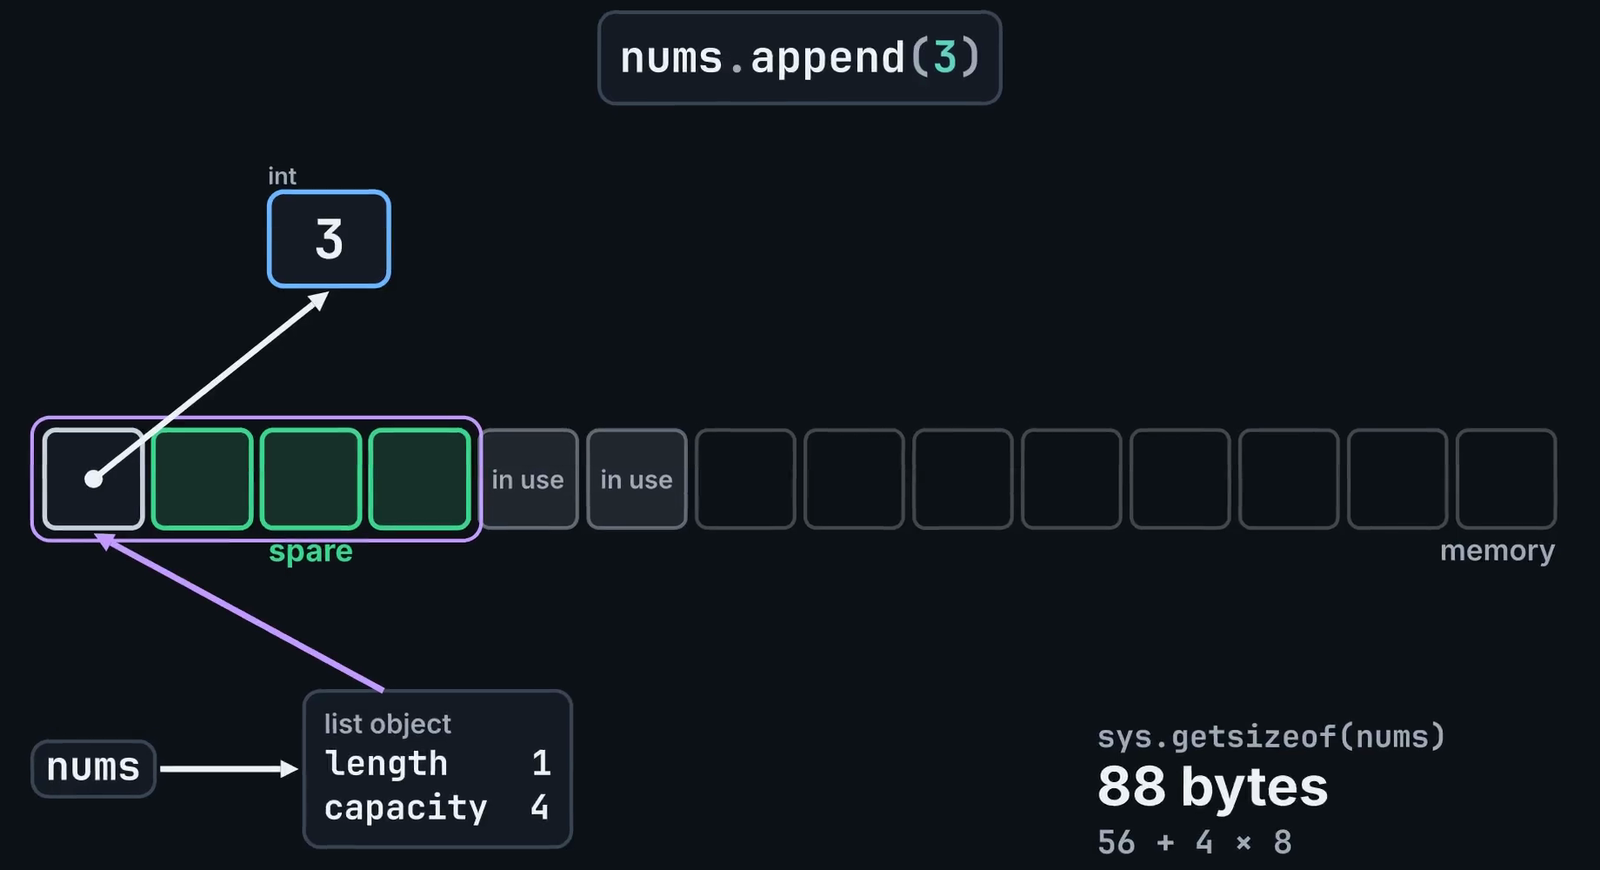 nums.append(3)
int
3
in use
in use
spare
memory
list object
length 1
capacity 4
nums
sys.getsizeof(nums)
88 bytes
56 + 4 × 8